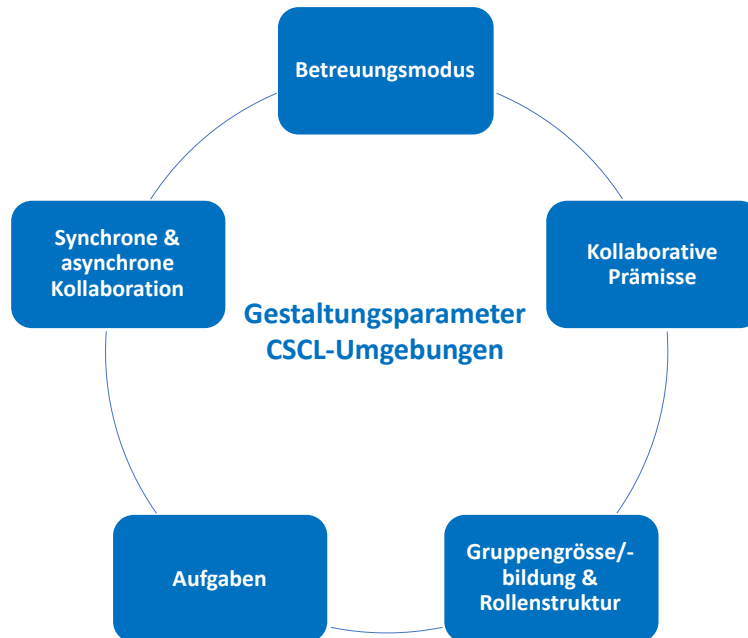 Betreuungsmodus
Synchrone &
asynchrone
Kollaboration
Kollaborative
Prämisse
Gestaltungsparameter
CSCL-Umgebungen
Aufgaben
Gruppengrösse/-
bildung &
Rollenstruktur